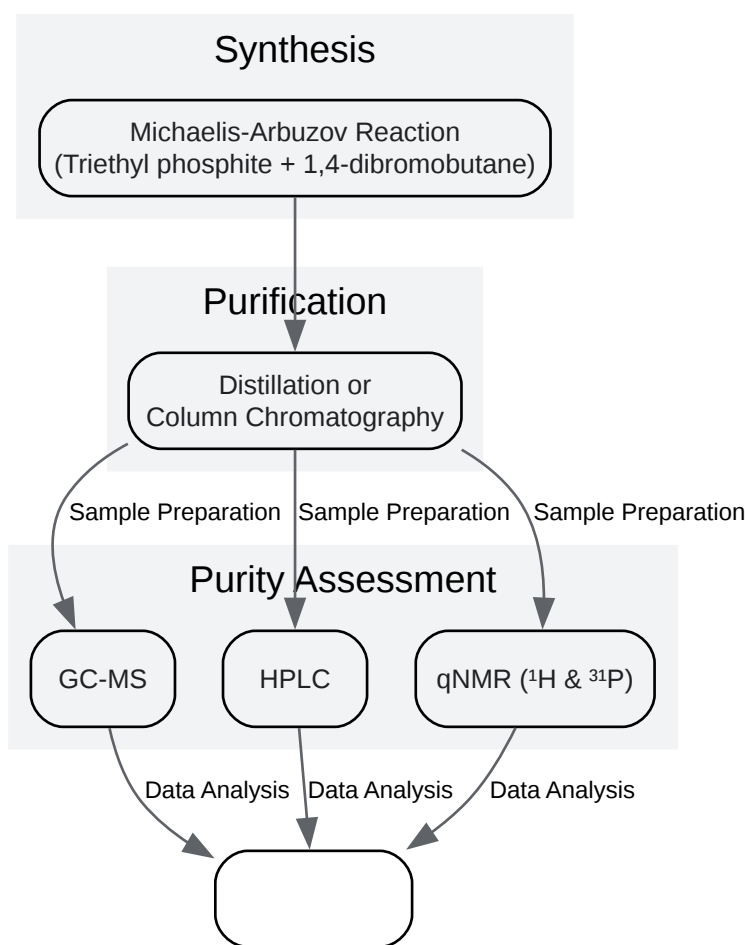 Synthesis
Michaelis-Arbuzov Reaction
(Triethyl phosphite + 1,4-dibromobutane)
Purification
Distillation or
Column Chromatography
Sample Preparation
Sample Preparation
Sample Preparation
Purity Assessment
GC-MS
HPLC
qNMR (¹H & ³¹P)
Data Analysis
Data Analysis
Data Analysis